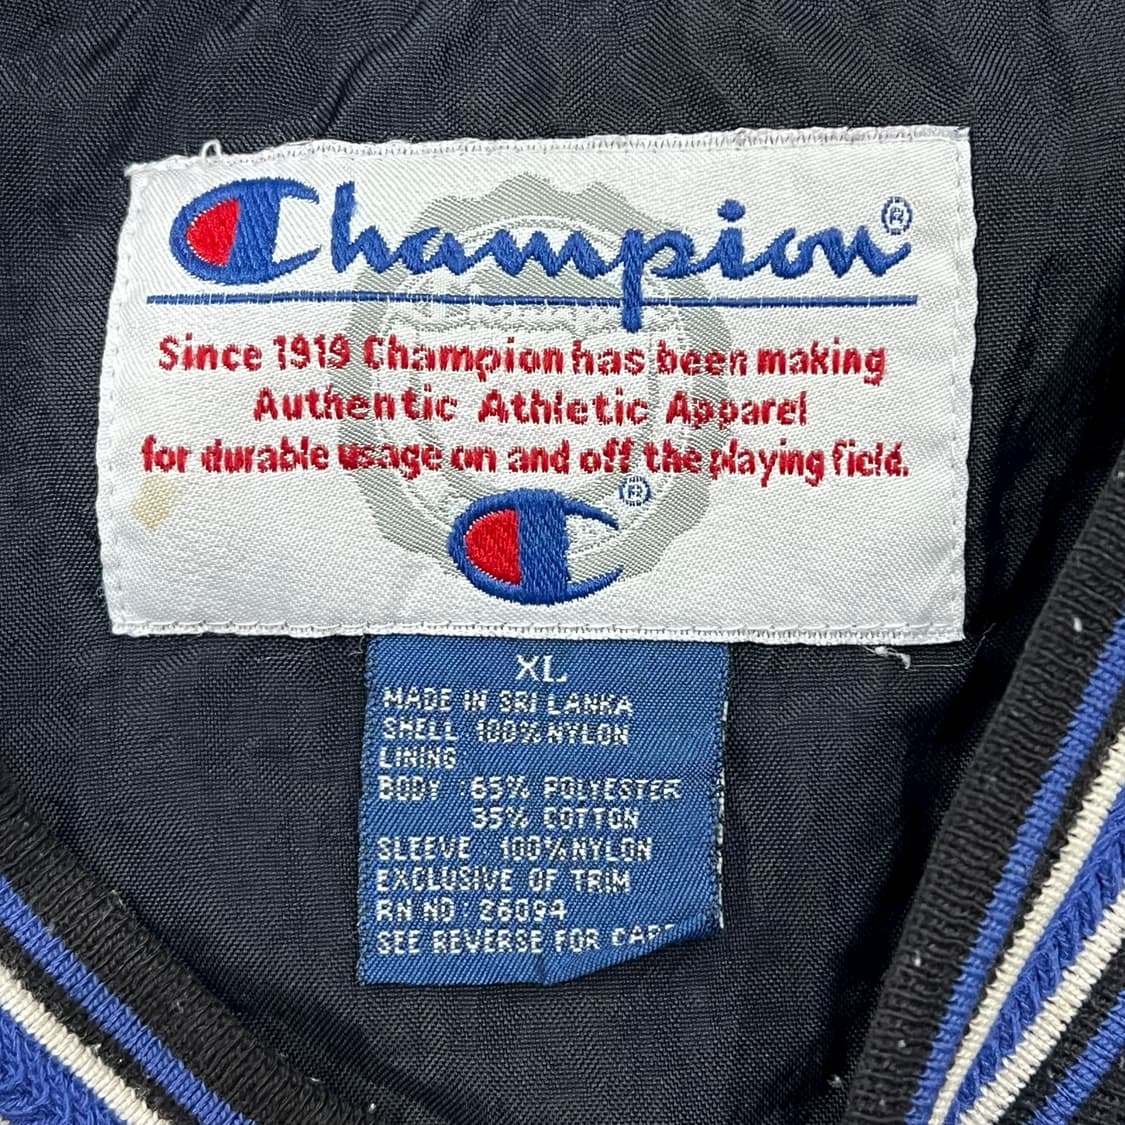 Champion®
Since 1919 Champion has been making
Authentic Athletic Apparel
for durable usage on and off the playing field.
®
XL
MADE IN SRI LANKA
SHELL 100% NYLON
LINING
BODY 65% POLYESTER
35% COTTON
SLEEVE 100% NYLON
EXCLUSIVE OF TRIM
RN NO: 26094
SEE REVERSE FOR CARE